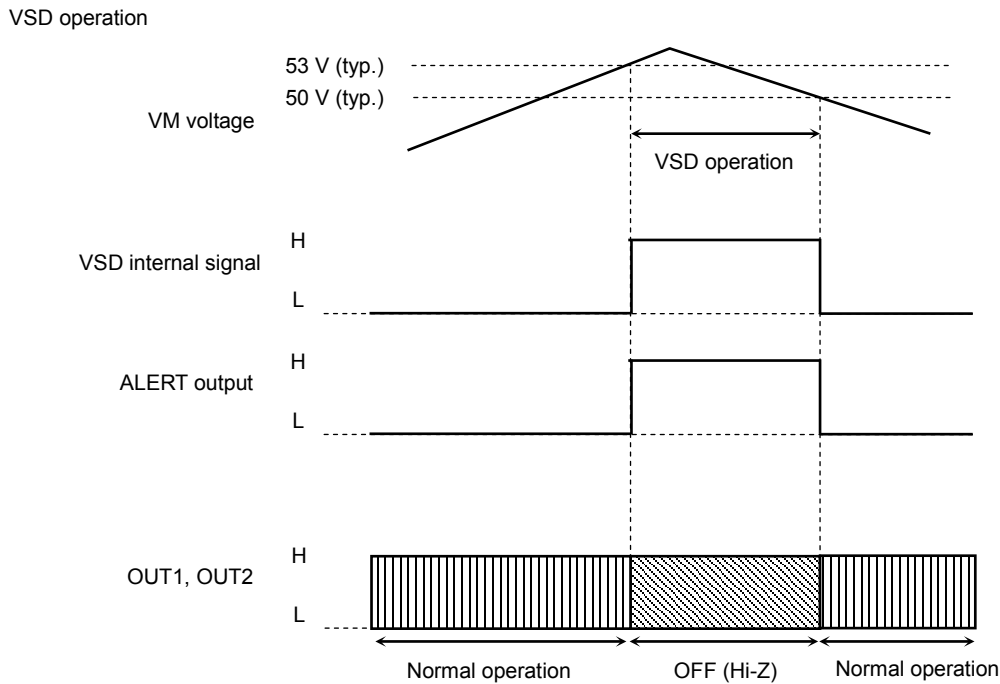 VSD operation
53 V (typ.)
50 V (typ.)
VM voltage
VSD operation
H
VSD internal signal
L
H
ALERT output
L
H
OUT1, OUT2
L
Normal operation
OFF (Hi-Z)
Normal operation